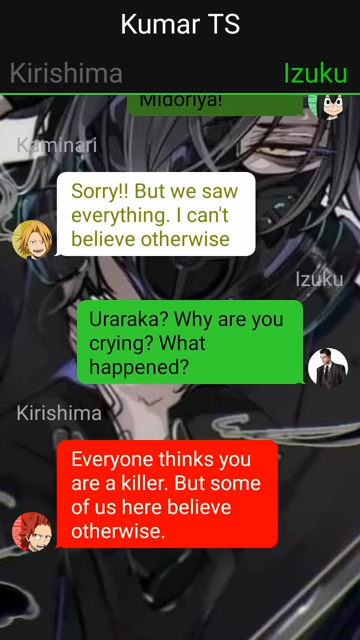 Kumar TS
Kirishima
Izuku
Midoriya!
Kaminari
Sorry!! But we saw
everything. I can't
believe otherwise
Izuku
Uraraka? Why are you
crying? What
happened?
Kirishima
Everyone thinks you
are a killer. But some
of us here believe
otherwise.